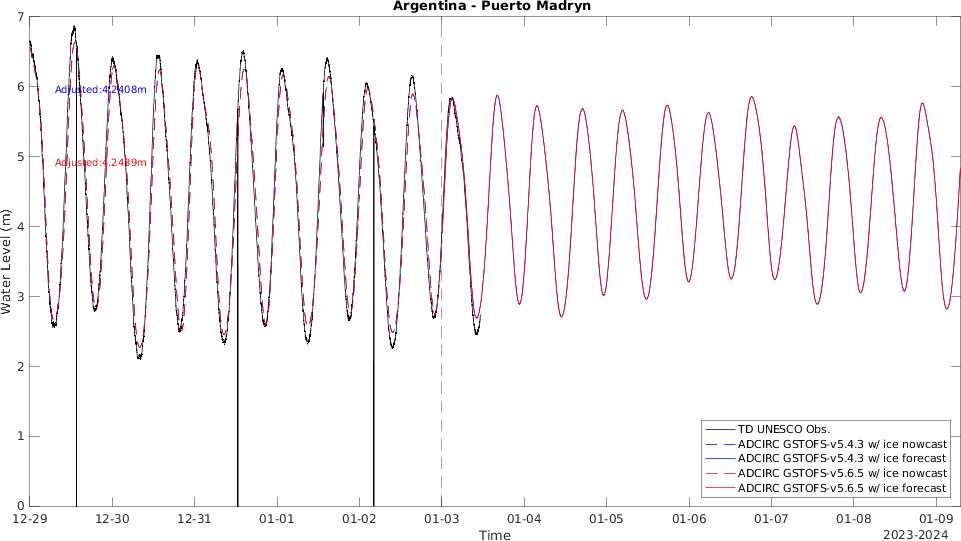 Argentina - Puerto Madryn
Water Level (m)
7
6
5
4
3
2
1
0
Adjusted:4.2408m
Adjusted:4.2439m
TD UNESCO Obs.
ADCIRC GSTOFS-v5.4.3 w/ ice nowcast
ADCIRC GSTOFS-v5.4.3 w/ ice forecast
ADCIRC GSTOFS-v5.6.5 w/ ice nowcast
ADCIRC GSTOFS-v5.6.5 w/ ice forecast
12-29 12-30 12-31 01-01 01-02 01-03 01-04 01-05 01-06 01-07 01-08 01-09
Time
2023-2024